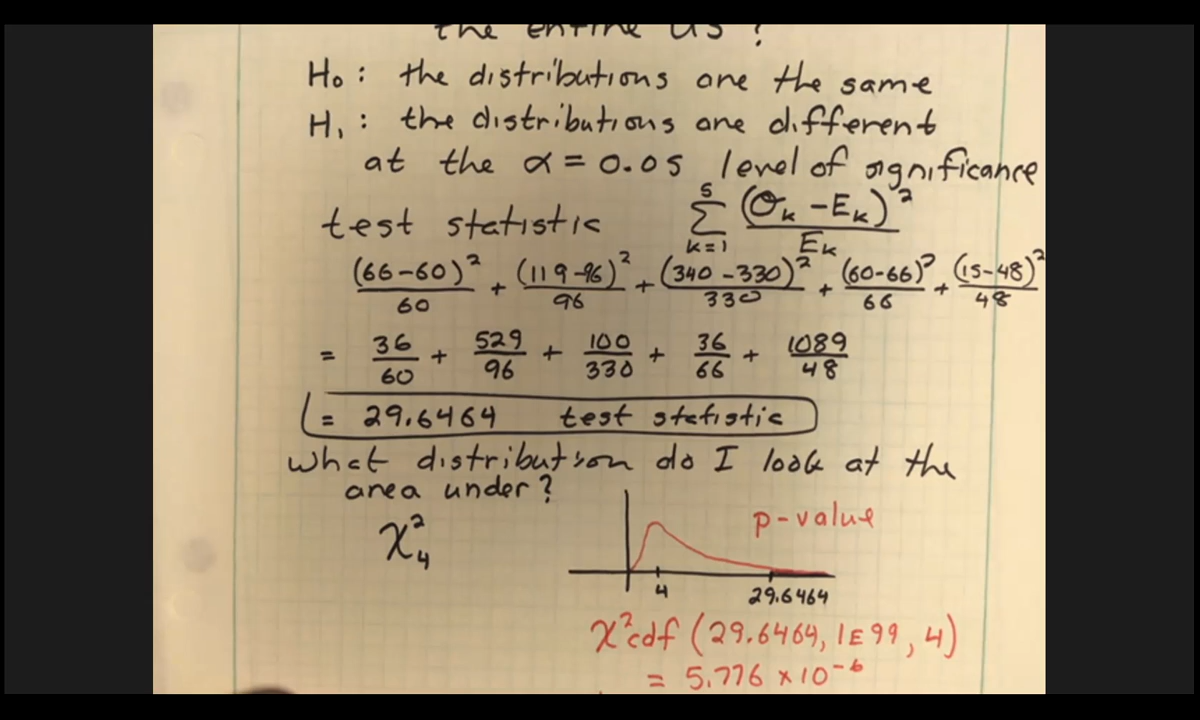 the entire US?
H₀: the distributions are the same
H₁: the distributions are different
at the α = 0.05 level of significance
test statistic 5 Σ k=1 (Oₖ - Eₖ)² / Eₖ
(66-60)²/60 + (119-96)²/96 + (340-330)²/330 + (60-66)²/66 + (15-48)²/48
= 36/60 + 529/96 + 100/330 + 36/66 + 1089/48
= 29.6464 test statistic
What distribution do I look at the
area under?
χ²₄
p-value
4 29.6464
χ²cdf (29.6464, 1E99, 4)
= 5.776 × 10⁻⁶